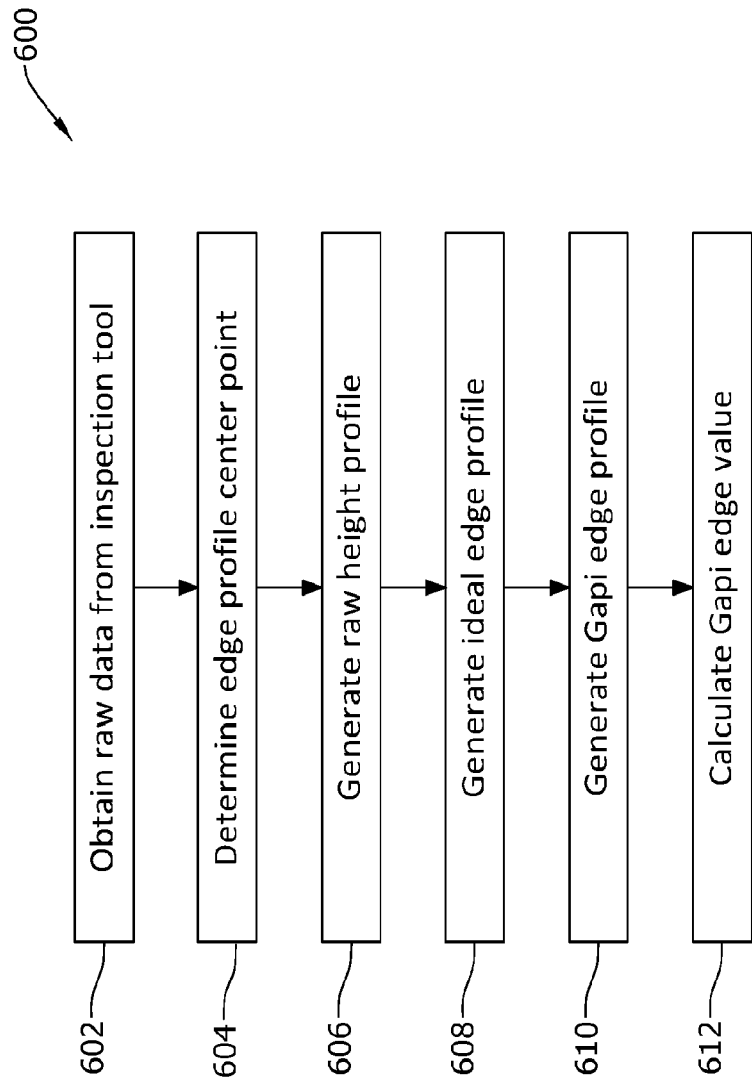 600
602
Obtain raw data from inspection tool
604
Determine edge profile center point
606
Generate raw height profile
608
Generate ideal edge profile
610
Generate Gapi edge profile
612
Calculate Gapi edge value